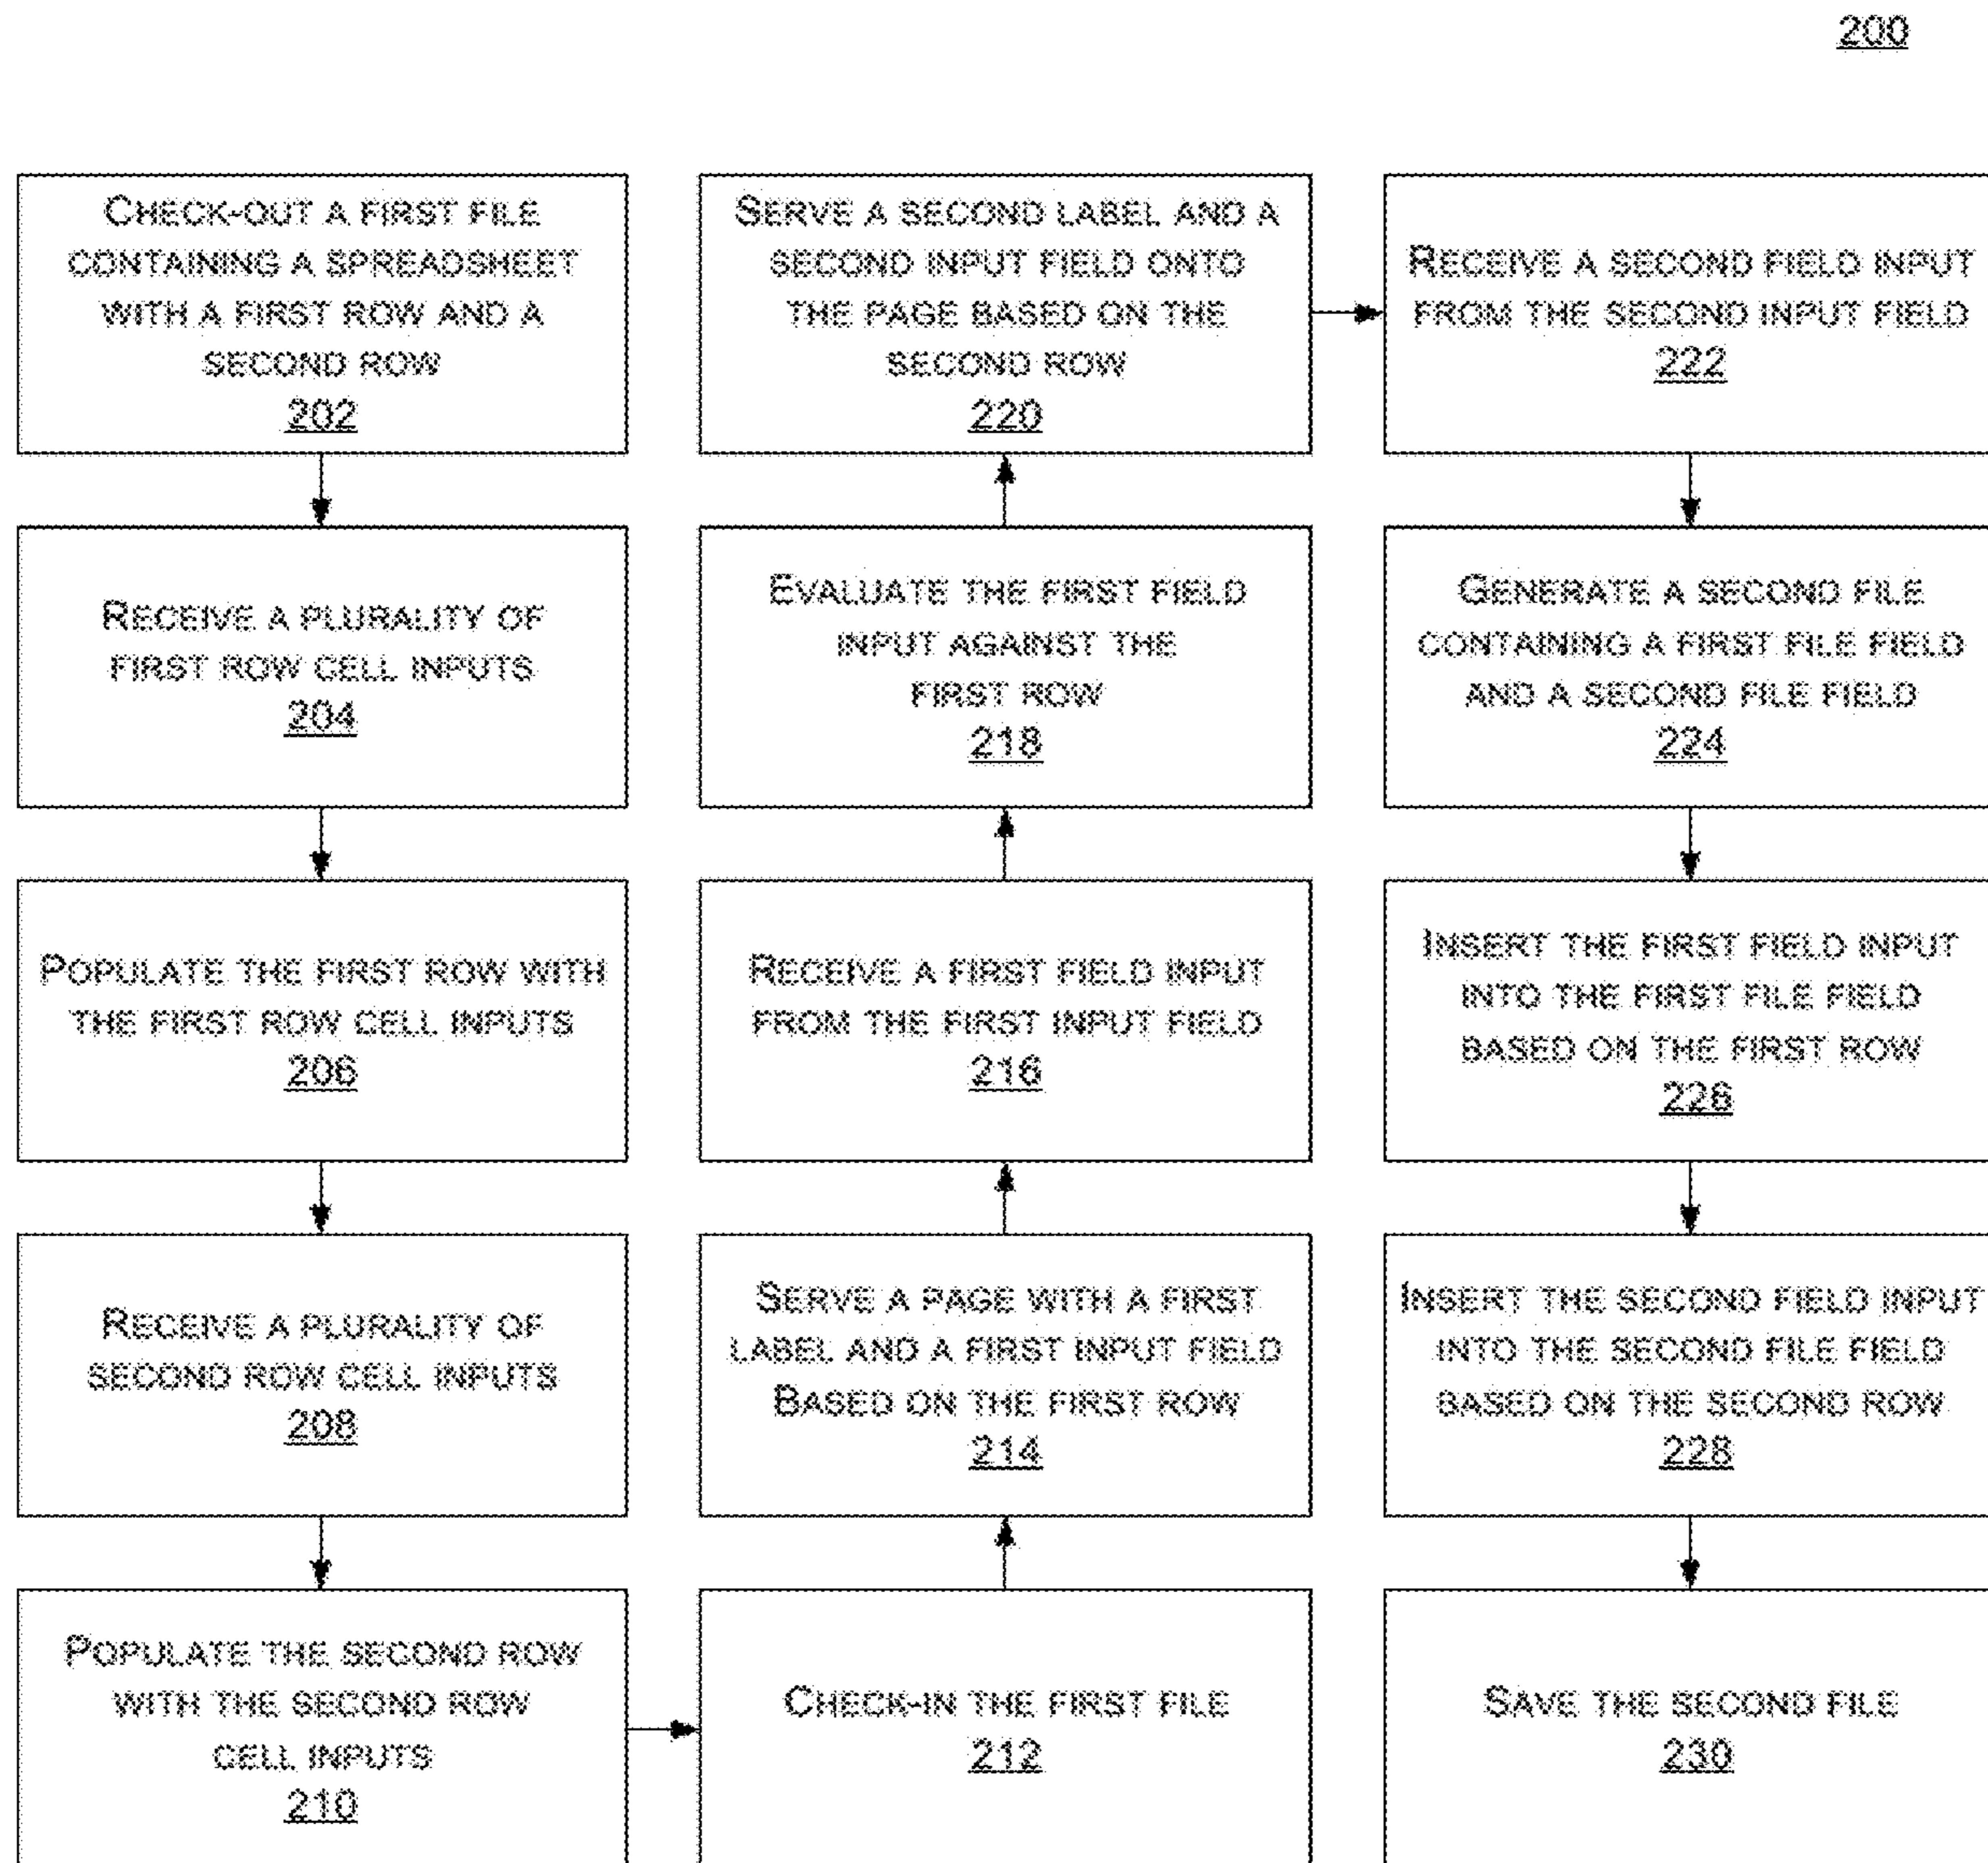 200
CHECK-OUT A FIRST FILE
CONTAINING A SPREADSHEET
WITH A FIRST ROW AND A
SECOND ROW
202
RECEIVE A PLURALITY OF
FIRST ROW CELL INPUTS
204
POPULATE THE FIRST ROW WITH
THE FIRST ROW CELL INPUTS
206
RECEIVE A PLURALITY OF
SECOND ROW CELL INPUTS
208
POPULATE THE SECOND ROW
WITH THE SECOND ROW
CELL INPUTS
210
CHECK-IN THE FIRST FILE
212
SERVE A PAGE WITH A FIRST
LABEL AND A FIRST INPUT FIELD
BASED ON THE FIRST ROW
214
RECEIVE A FIRST FIELD INPUT
FROM THE FIRST INPUT FIELD
216
EVALUATE THE FIRST FIELD
INPUT AGAINST THE
FIRST ROW
218
SERVE A SECOND LABEL AND A
SECOND INPUT FIELD ONTO
THE PAGE BASED ON THE
SECOND ROW
220
RECEIVE A SECOND FIELD INPUT
FROM THE SECOND INPUT FIELD
222
GENERATE A SECOND FILE
CONTAINING A FIRST FILE FIELD
AND A SECOND FILE FIELD
224
INSERT THE FIRST FIELD INPUT
INTO THE FIRST FILE FIELD
BASED ON THE FIRST ROW
226
INSERT THE SECOND FIELD INPUT
INTO THE SECOND FILE FIELD
BASED ON THE SECOND ROW
228
SAVE THE SECOND FILE
230